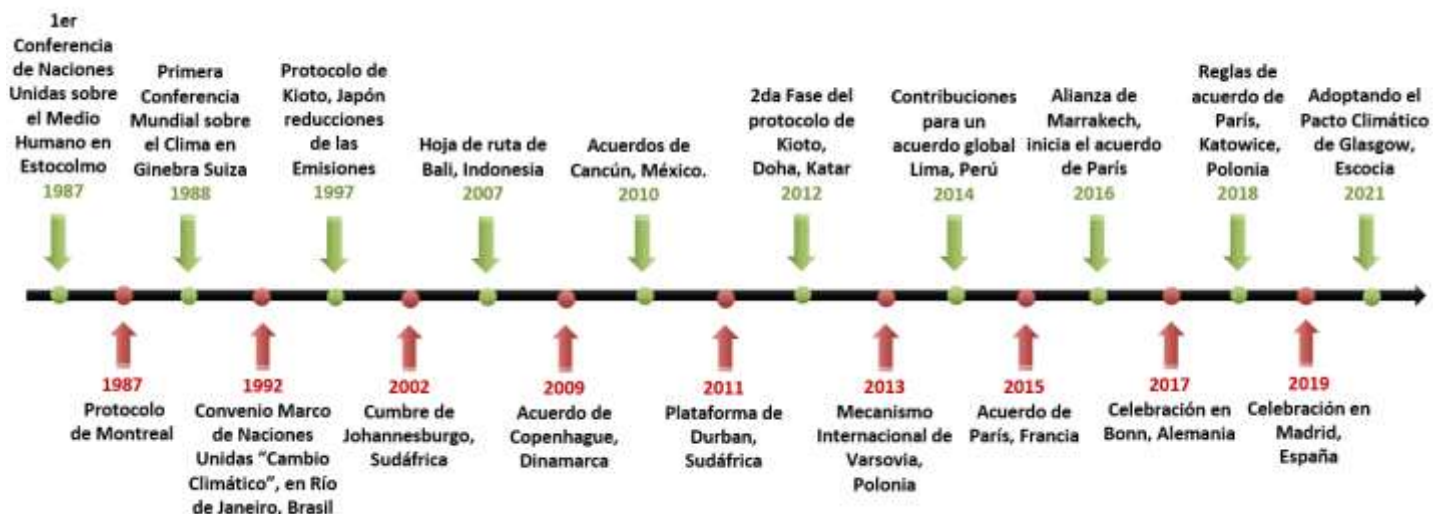 1er
Conferencia
de Naciones
Unidas sobre
el Medio
Humano en
Estocolmo
1987
Primera
Conferencia
Mundial sobre
el Clima en
Ginebra Suiza
1988
Protocolo de
Kioto, Japón
reducciones
de las
Emisiones
1997
Hoja de ruta de
Bali, Indonesia
2007
Acuerdos de
Cancún, México.
2010
2da Fase del
protocolo de
Kioto,
Doha, Katar
2012
Contribuciones
para un
acuerdo global
Lima, Perú
2014
Alianza de
Marrakech,
inicia el acuerdo
de París
2016
Reglas de
acuerdo de
París,
Katowice,
Polonia
2018
Adoptando el
Pacto Climático
de Glasgow,
Escocia
2021
1987
Protocolo
de Montreal
1992
Convenio Marco
de Naciones
Unidas “Cambio
Climático”, en Río
de Janeiro, Brasil
2002
Cumbre de
Johannesburgo,
Sudáfrica
2009
Acuerdo de
Copenhague,
Dinamarca
2011
Plataforma de
Durban,
Sudáfrica
2013
Mecanismo
Internacional de
Varsovia,
Polonia
2015
Acuerdo de
París, Francia
2017
Celebración en
Bonn, Alemania
2019
Celebración en
Madrid,
España